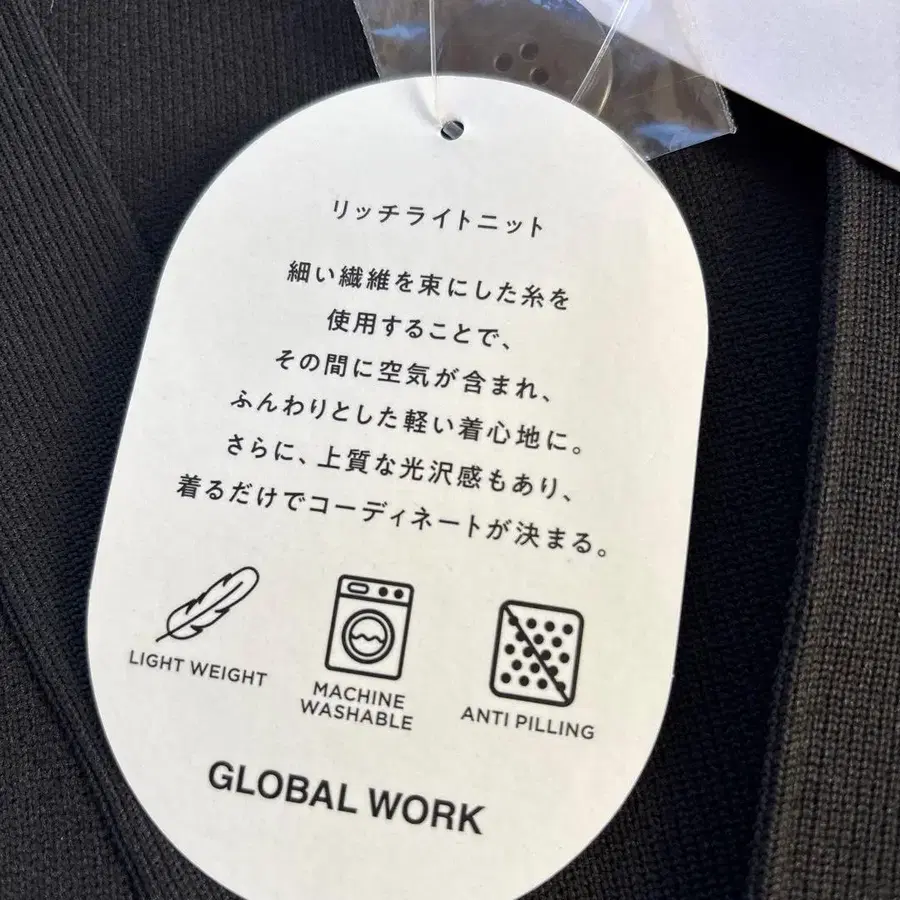 リッチライトニット
細い繊維を束にした糸を
使用することで、
その間に空気が含まれ、
ふんわりとした軽い着心地に。
さらに、上質な光沢感もあり、
着るだけでコーディネートが決まる。
LIGHT WEIGHT
MACHINE
WASHABLE
ANTI PILLING
GLOBAL WORK